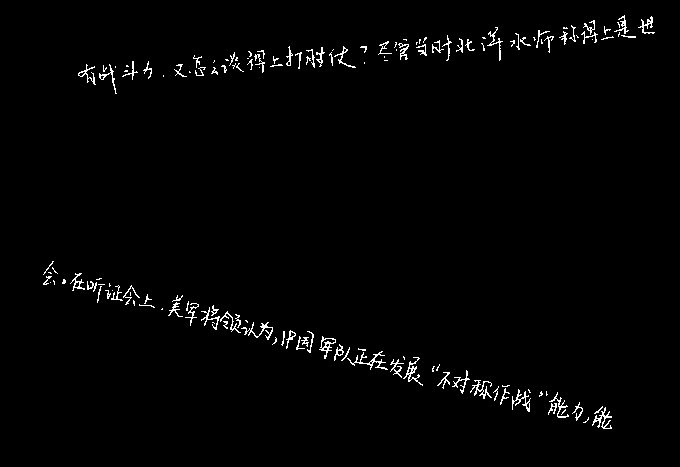 有战斗力，又怎么谈得上打胜仗？尽管当时北洋水师称得上是世
会。在听证会上，美军将领认为，中国军队正在发展“不对称作战”能力，能